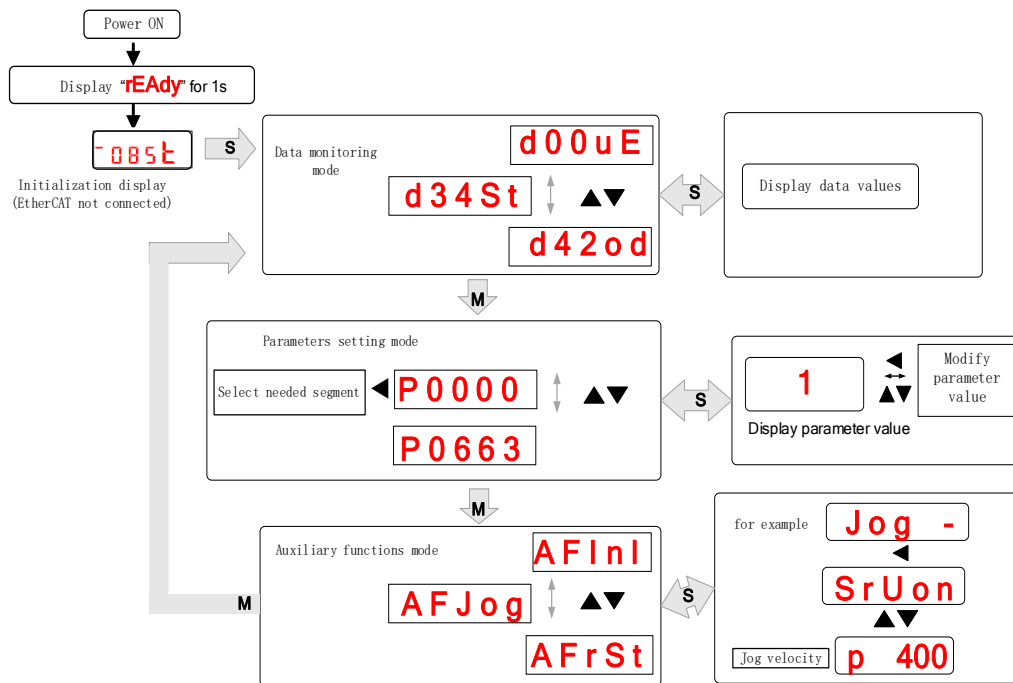 Power ON
Display “rEAdy” for 1s
-085t
S
Initialization display
(EtherCAT not connected)
Data monitoring
mode
d00uE
d34St
▲▼
d42od
S
Display data values
M
Parameters setting mode
Select needed segment
◀
P0000
▲▼
P0663
S
1
◀
▲▼
Modify
parameter
value
Display parameter value
M
Auxiliary functions mode
AFInI
AFJog
▲▼
AFrSt
M
S
for example
Jog -
◀
SrUon
▲▼
Jog velocity
p 400